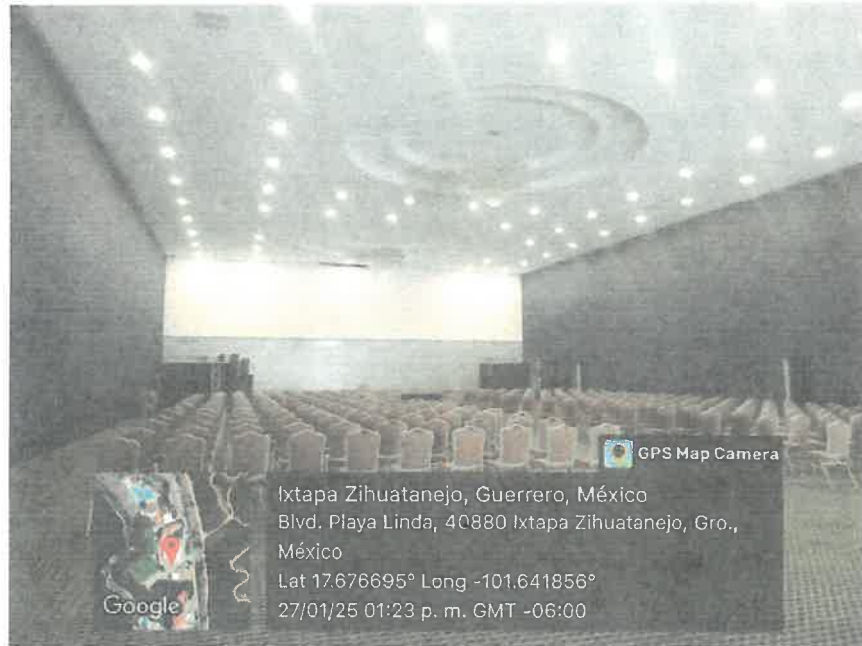 GPS Map Camera
Ixtapa Zihuatanejo, Guerrero, México
Blvd. Playa Linda, 40880 Ixtapa Zihuatanejo, Gro.,
México
Lat 17.676695° Long -101.641856°
27/01/25 01:23 p. m. GMT -06:00
Google